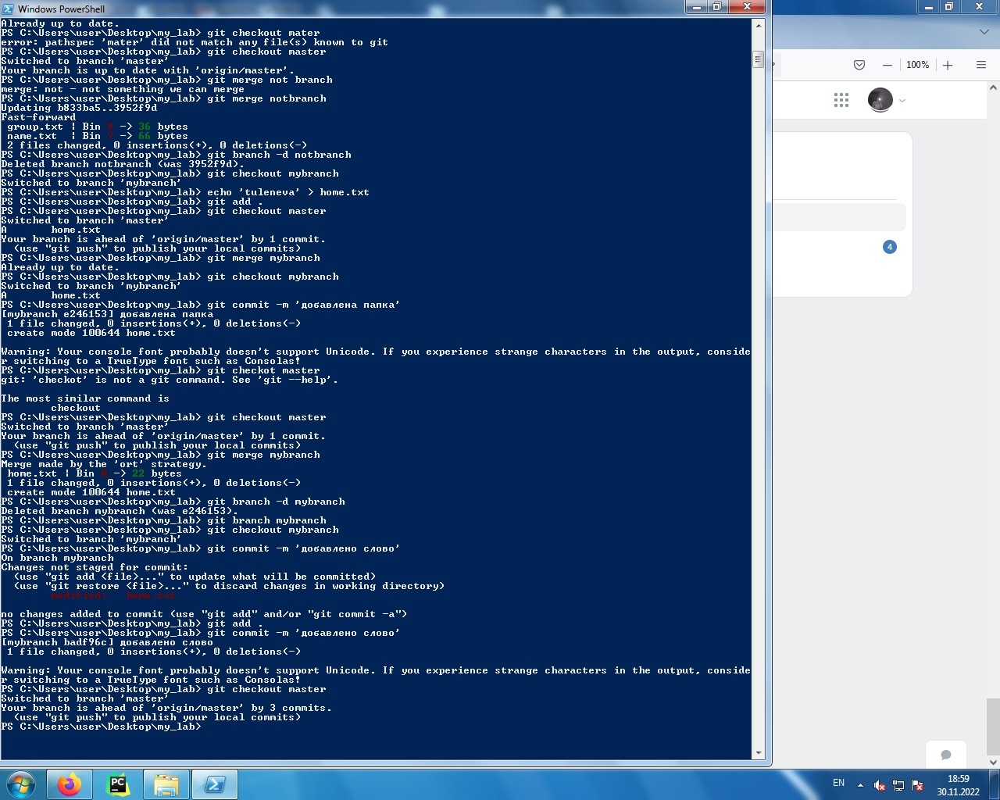 Windows PowerShell
Already up to date.
PS C:\Users\user\Desktop\my_lab> git checkout mater
error: pathspec 'mater' did not match any file(s) known to git
PS C:\Users\user\Desktop\my_lab> git checkout master
Switched to branch 'master'
Your branch is up to date with 'origin/master'.
PS C:\Users\user\Desktop\my_lab> git merge not branch
merge: not - not something we can merge
PS C:\Users\user\Desktop\my_lab> git merge notbranch
Updating b833ba5..3952f9d
Fast-forward
group.txt | Bin -> 36 bytes
name.txt | Bin -> 66 bytes
2 files changed, 0 insertions(+), 0 deletions(-)
PS C:\Users\user\Desktop\my_lab> git branch -d notbranch
Deleted branch notbranch (was 3952f9d).
PS C:\Users\user\Desktop\my_lab> git checkout mybranch
Switched to branch 'mybranch'
PS C:\Users\user\Desktop\my_lab> echo 'tuleneva' > home.txt
PS C:\Users\user\Desktop\my_lab> git add .
PS C:\Users\user\Desktop\my_lab> git checkout master
Switched to branch 'master'
A home.txt
Your branch is ahead of 'origin/master' by 1 commit.
(use "git push" to publish your local commits)
PS C:\Users\user\Desktop\my_lab> git merge mybranch
Already up to date.
PS C:\Users\user\Desktop\my_lab> git checkout mybranch
Switched to branch 'mybranch'
A home.txt
PS C:\Users\user\Desktop\my_lab> git commit -m 'добавлена папка'
[mybranch e246153] добавлена папка
1 file changed, 0 insertions(+), 0 deletions(-)
create mode 100644 home.txt
Warning: Your console font probably doesn't support Unicode. If you experience strange characters in the output, conside
r switching to a TrueType font such as Consolas!
PS C:\Users\user\Desktop\my_lab> git checkot master
git: 'checkot' is not a git command. See 'git --help'.
The most similar command is
checkout
PS C:\Users\user\Desktop\my_lab> git checkout master
Switched to branch 'master'
Your branch is ahead of 'origin/master' by 1 commit.
(use "git push" to publish your local commits)
PS C:\Users\user\Desktop\my_lab> git merge mybranch
Merge made by the 'ort' strategy.
home.txt | Bin 0 -> 22 bytes
1 file changed, 0 insertions(+), 0 deletions(-)
create mode 100644 home.txt
PS C:\Users\user\Desktop\my_lab> git branch -d mybranch
Deleted branch mybranch (was e246153).
PS C:\Users\user\Desktop\my_lab> git branch mybranch
PS C:\Users\user\Desktop\my_lab> git checkout mybranch
Switched to branch 'mybranch'
PS C:\Users\user\Desktop\my_lab> git commit -m 'добавлено слово'
On branch mybranch
Changes not staged for commit:
(use "git add <file>..." to update what will be committed)
(use "git restore <file>..." to discard changes in working directory)
modified: home.txt
no changes added to commit (use "git add" and/or "git commit -a")
PS C:\Users\user\Desktop\my_lab> git add .
PS C:\Users\user\Desktop\my_lab> git commit -m 'добавлено слово'
[mybranch badf96c] добавлено слово
1 file changed, 0 insertions(+), 0 deletions(-)
Warning: Your console font probably doesn't support Unicode. If you experience strange characters in the output, conside
r switching to a TrueType font such as Consolas!
PS C:\Users\user\Desktop\my_lab> git checkout master
Switched to branch 'master'
Your branch is ahead of 'origin/master' by 3 commits.
(use "git push" to publish your local commits)
PS C:\Users\user\Desktop\my_lab>
100%
4
PC
EN
18:59
30.11.2022